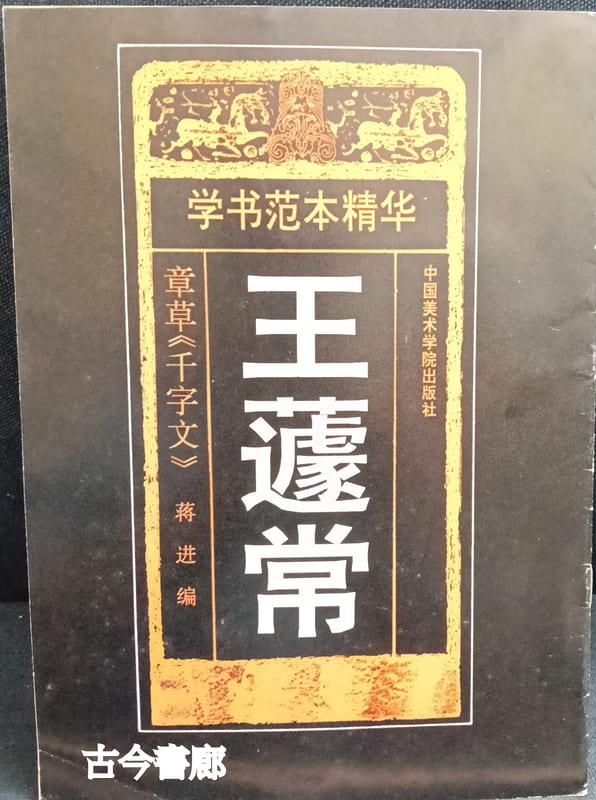 学书范本精华
中国美术学院出版社
王蘧常
章草《千字文》
蒋进编
古今書廊